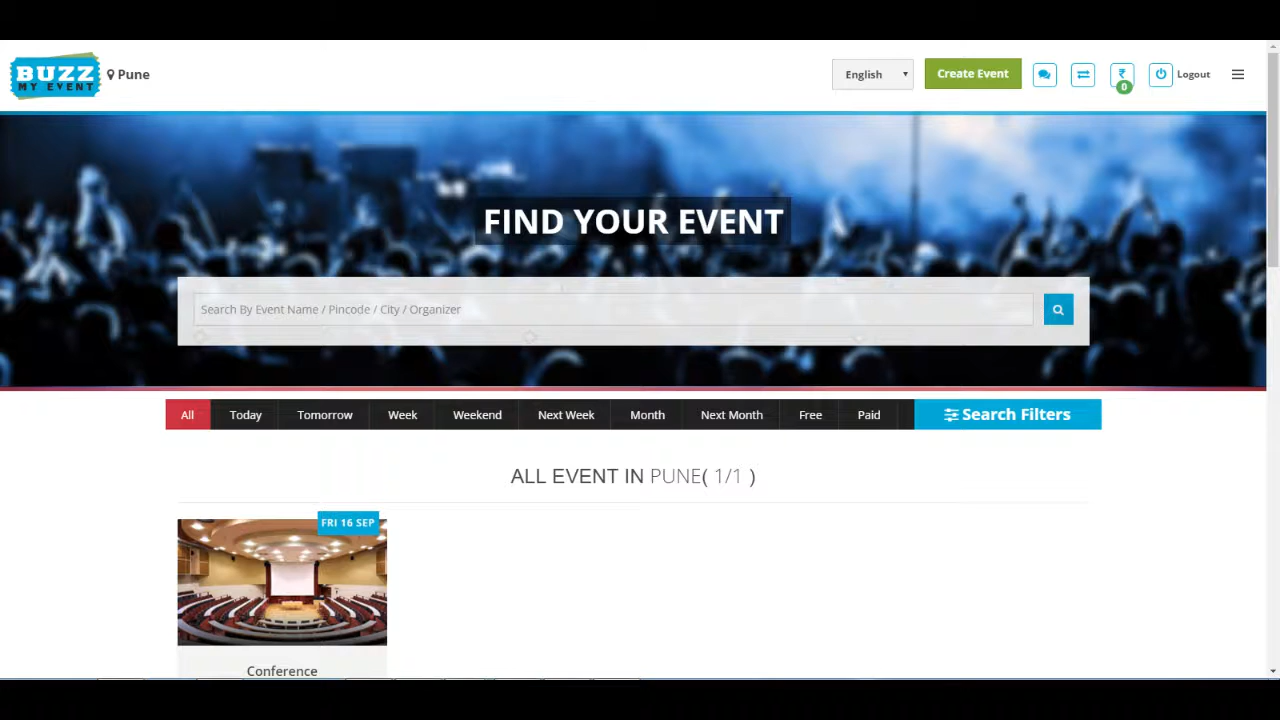 BUZZ
MY EVENT
Pune
English
Create Event
0
Logout
FIND YOUR EVENT
Search By Event Name / Pincode / City / Organizer
All Today Tomorrow Week Weekend Next Week Month Next Month Free Paid Search Filters
ALL EVENT IN PUNE( 1/1 )
FRI 16 SEP
Conference